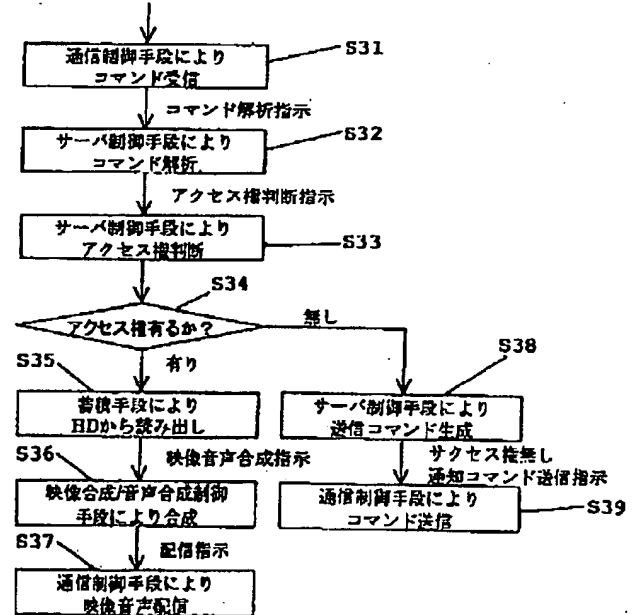 通信制御手段により
コマンド受信
S31
コマンド解析指示
サーバ制御手段により
コマンド解析
S32
アクセス権判断指示
サーバ制御手段により
アクセス権判断
S33
S34
アクセス権有るか?
無し
有り
S35
蓄積手段により
HDから読み出し
S38
サーバ制御手段により
送信コマンド生成
S36
映像音声合成指示
サクセス権無し
通知コマンド送信指示
映像合成/音声合成制御
手段により合成
通信制御手段により
コマンド送信
S39
S37
配信指示
通信制御手段により
映像音声配信